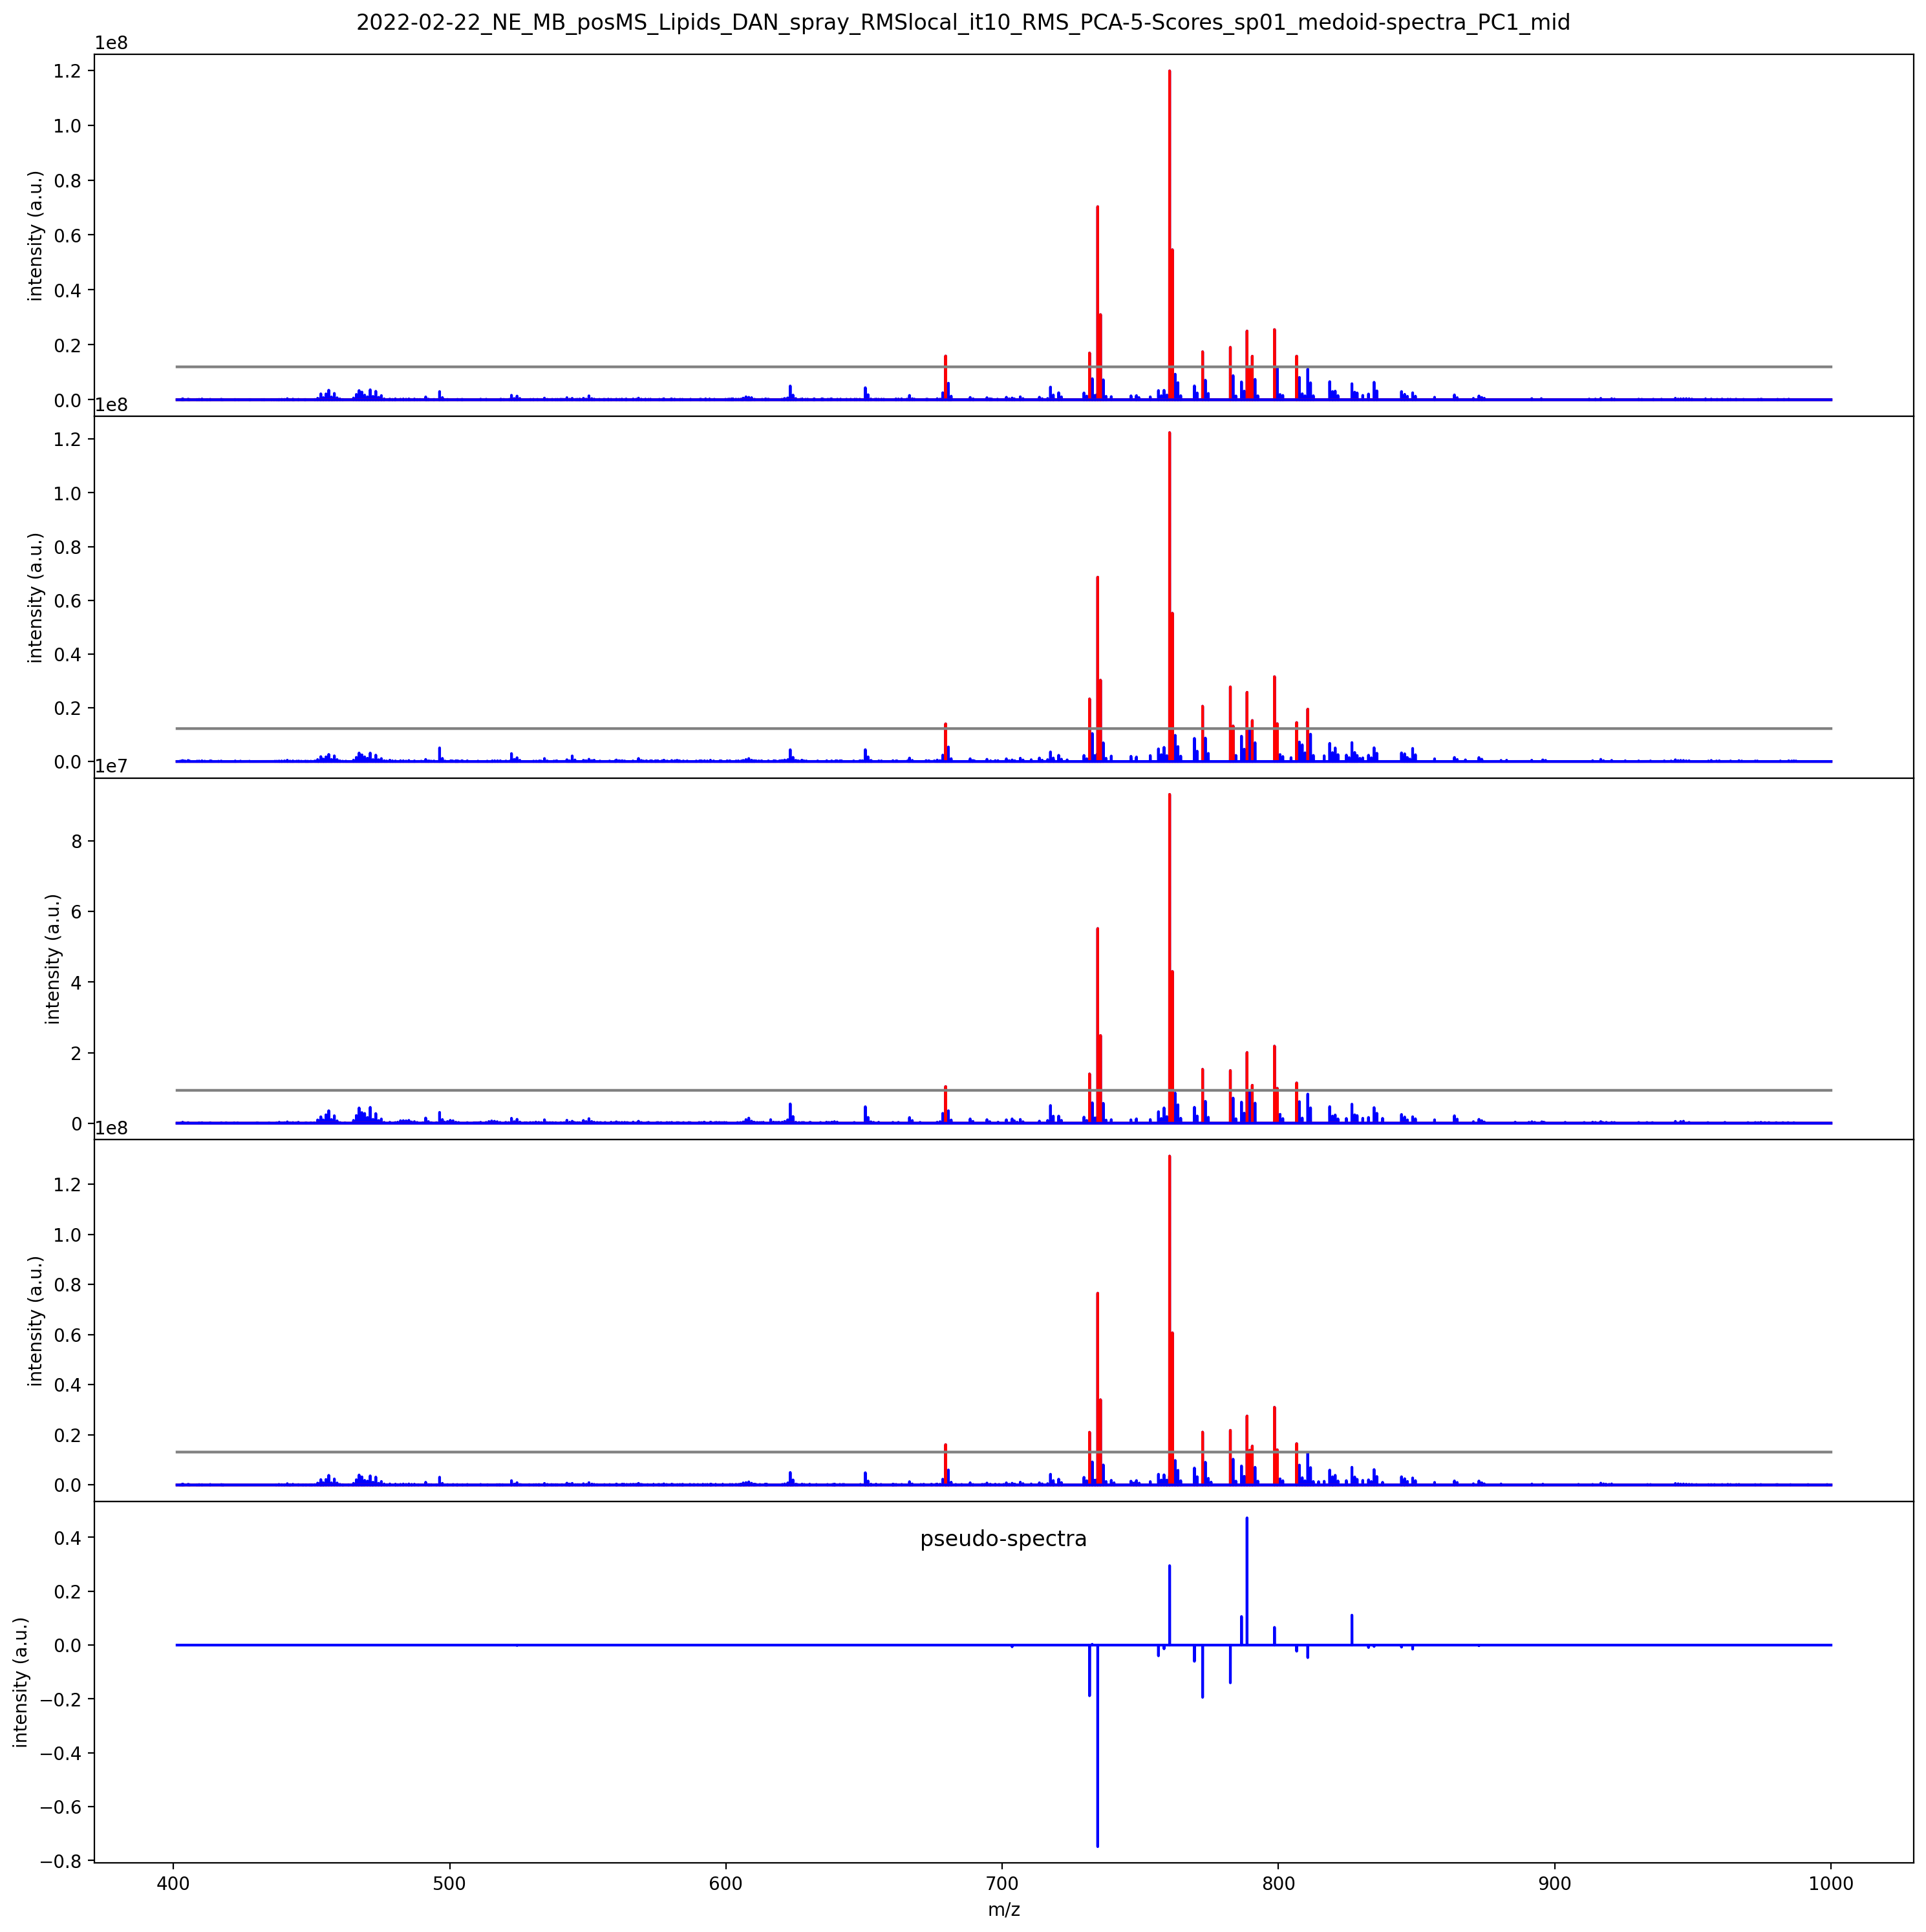 2022-02-22_NE_MB_posMS_Lipids_DAN_spray_RMSlocal_it10_RMS_PCA-5-Scores_sp01_medoid-spectra_PC1_mid
1e8
1.2
1.0
0.8
0.6
0.4
0.2
0.0
intensity (a.u.)
1e8
1.2
1.0
0.8
0.6
0.4
0.2
0.0
intensity (a.u.)
1e7
8
6
4
2
0
intensity (a.u.)
1e8
1.2
1.0
0.8
0.6
0.4
0.2
0.0
intensity (a.u.)
pseudo-spectra
0.4
0.2
0.0
−0.2
−0.4
−0.6
−0.8
intensity (a.u.)
400 500 600 700 800 900 1000
m/z